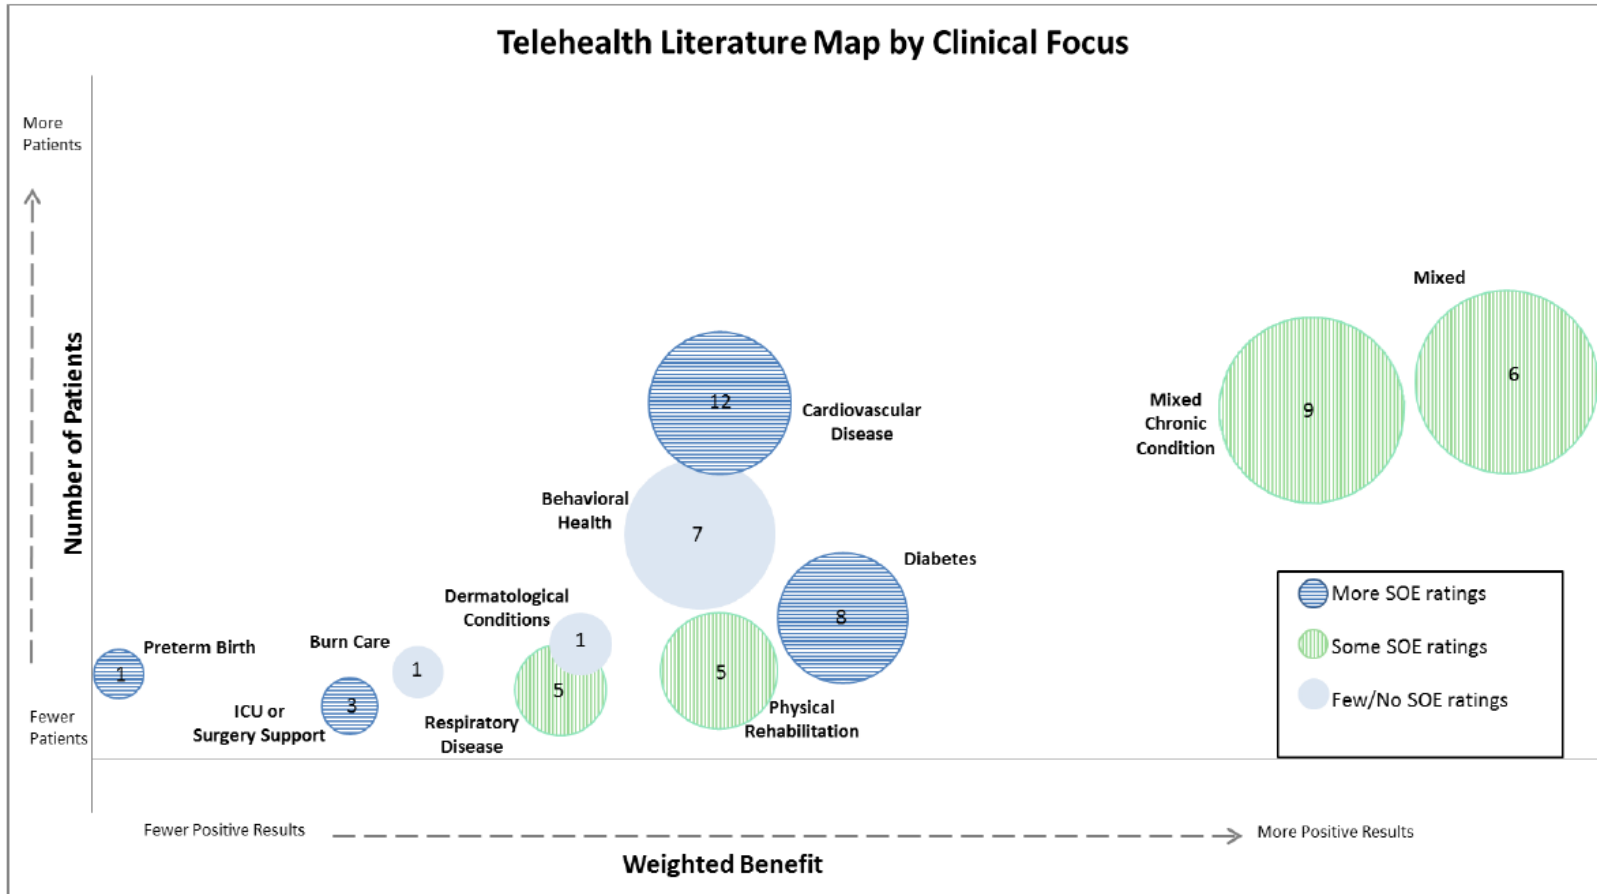 Telehealth Literature Map by Clinical Focus
More
Patients
Number of Patients
Fewer
Patients
Mixed
6
Mixed
Chronic
Condition
9
12
Cardiovascular
Disease
Behavioral
Health
7
Diabetes
8
Dermatological
Conditions
1
Preterm Birth
1
Burn Care
1
ICU or
Surgery Support
3
Respiratory
Disease
5
5
Physical
Rehabilitation
More SOE ratings
Some SOE ratings
Few/No SOE ratings
Fewer Positive Results
More Positive Results
Weighted Benefit